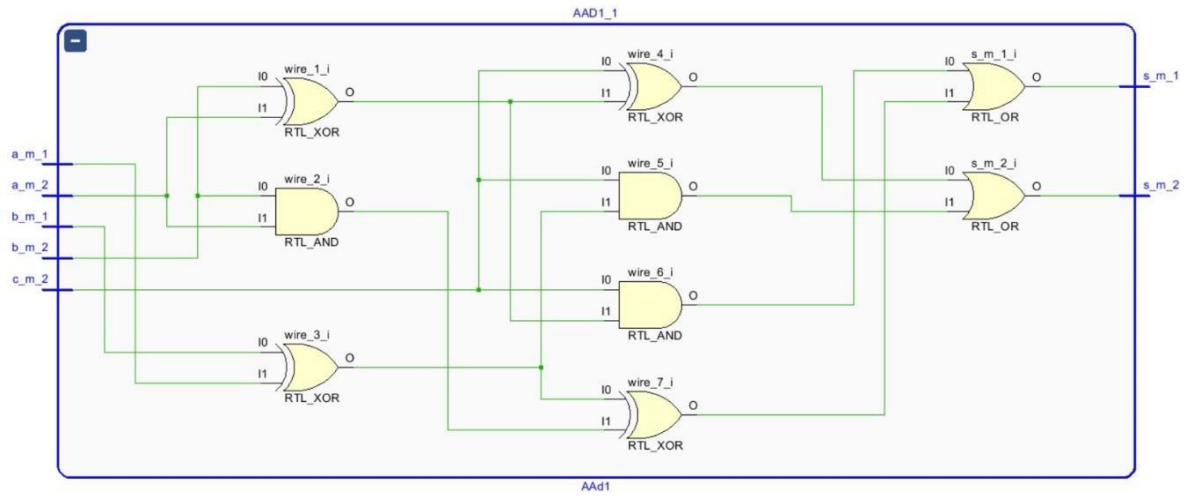 AAD1_1
a_m_1
a_m_2
b_m_1
b_m_2
c_m_2
wire_1_i
I0
I1
O
RTL_XOR
wire_2_i
I0
I1
O
RTL_AND
wire_3_i
I0
I1
O
RTL_XOR
wire_4_i
I0
I1
O
RTL_XOR
wire_5_i
I0
I1
O
RTL_AND
wire_6_i
I0
I1
O
RTL_AND
wire_7_i
I0
I1
O
RTL_XOR
s_m_1_i
I0
I1
O
RTL_OR
s_m_2_i
I0
I1
O
RTL_OR
s_m_1
s_m_2
AAd1